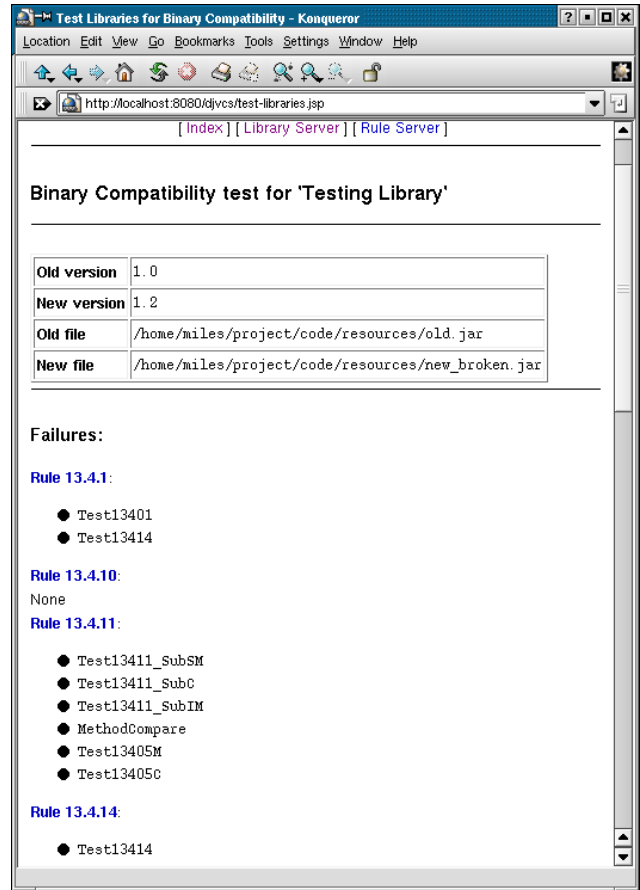 Test Libraries for Binary Compatibility - Konqueror
Location Edit View Go Bookmarks Tools Settings Window Help
http://localhost:8080/djvcs/test-libraries.jsp
[ Index ] [ Library Server ] [ Rule Server ]
Binary Compatibility test for 'Testing Library'
Old version 1.0
New version 1.2
Old file /home/miles/project/code/resources/old.jar
New file /home/miles/project/code/resources/new_broken.jar
Failures:
Rule 13.4.1:
Test13401
Test13414
Rule 13.4.10:
None
Rule 13.4.11:
Test13411_SubSM
Test13411_SubC
Test13411_SubIM
MethodCompare
Test13405M
Test13405C
Rule 13.4.14:
Test13414